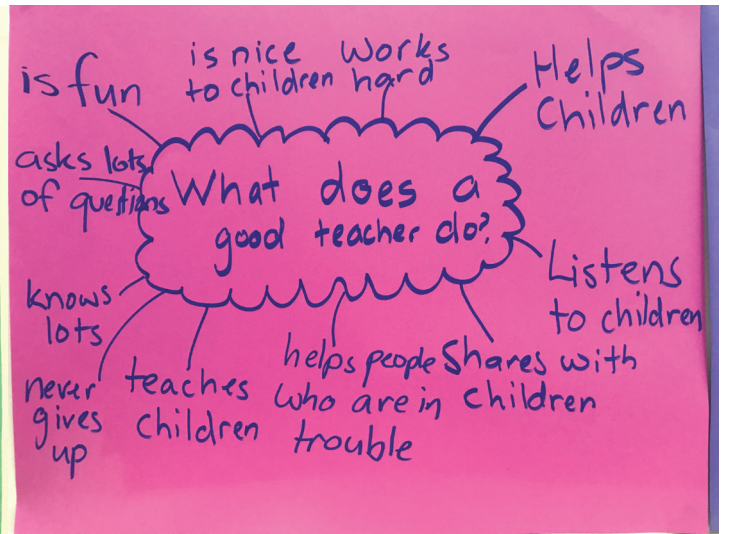 What does a
good teacher do?
is fun
is nice
to children
works
hard
Helps
Children
Listens
to children
Shares with
children
helps people
who are in
trouble
teaches
children
never
gives
up
knows
lots
asks lots
of questions